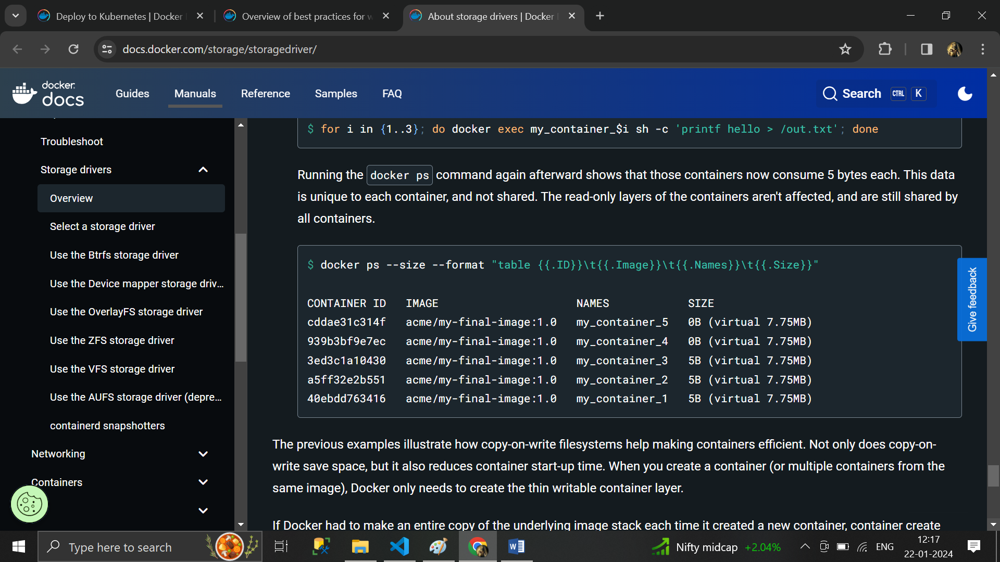 Deploy to Kubernetes | Docker
Overview of best practices for w
About storage drivers | Docker
docs.docker.com/storage/storagedriver/
docker
docs
Guides
Manuals
Reference
Samples
FAQ
Search
CTRL
K
Troubleshoot
Storage drivers
Overview
Select a storage driver
Use the Btrfs storage driver
Use the Device mapper storage driv...
Use the OverlayFS storage driver
Use the ZFS storage driver
Use the VFS storage driver
Use the AUFS storage driver (depre...
containerd snapshotters
Networking
Containers
$ for i in {1..3}; do docker exec my_container_$i sh -c 'printf hello > /out.txt'; done
Running the docker ps command again afterward shows that those containers now consume 5 bytes each. This data
is unique to each container, and not shared. The read-only layers of the containers aren't affected, and are still shared by
all containers.
$ docker ps --size --format "table {{.ID}}\t{{.Image}}\t{{.Names}}\t{{.Size}}"
CONTAINER ID   IMAGE   NAMES   SIZE
cddae31c314f   acme/my-final-image:1.0   my_container_5   0B (virtual 7.75MB)
939b3bf9e7ec   acme/my-final-image:1.0   my_container_4   0B (virtual 7.75MB)
3ed3c1a10430   acme/my-final-image:1.0   my_container_3   5B (virtual 7.75MB)
a5ff32e2b551   acme/my-final-image:1.0   my_container_2   5B (virtual 7.75MB)
40ebdd763416   acme/my-final-image:1.0   my_container_1   5B (virtual 7.75MB)
The previous examples illustrate how copy-on-write filesystems help making containers efficient. Not only does copy-on-
write save space, but it also reduces container start-up time. When you create a container (or multiple containers from the
same image), Docker only needs to create the thin writable container layer.
If Docker had to make an entire copy of the underlying image stack each time it created a new container, container create
Give feedback
Type here to search
Nifty midcap +2.04%
ENG
12:17
22-01-2024